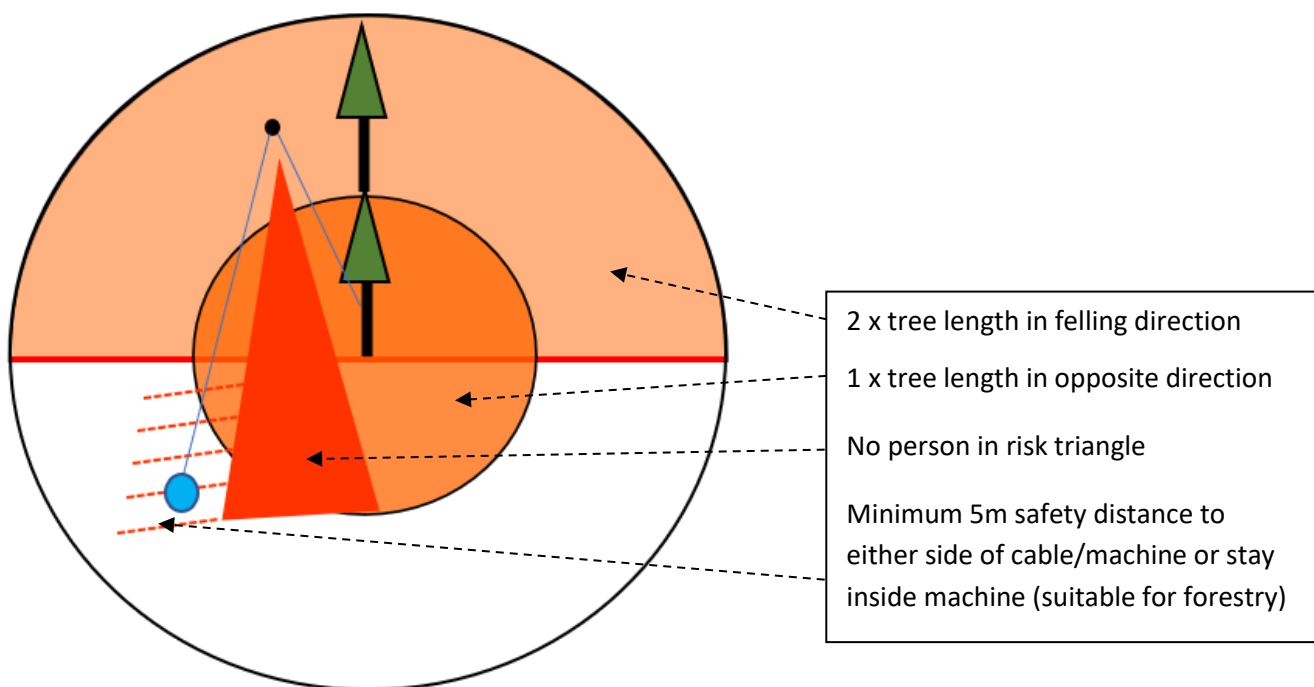 2 x tree length in felling direction
1 x tree length in opposite direction
No person in risk triangle
Minimum 5m safety distance to
either side of cable/machine or stay
inside machine (suitable for forestry)